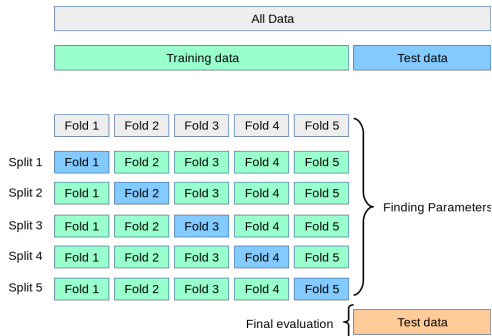 All Data
Training data Test data
Fold 1 Fold 2 Fold 3 Fold 4 Fold 5
Split 1 Fold 1 Fold 2 Fold 3 Fold 4 Fold 5
Split 2 Fold 1 Fold 2 Fold 3 Fold 4 Fold 5
Split 3 Fold 1 Fold 2 Fold 3 Fold 4 Fold 5
Finding Parameters
Split 4 Fold 1 Fold 2 Fold 3 Fold 4 Fold 5
Split 5 Fold 1 Fold 2 Fold 3 Fold 4 Fold 5
Final evaluation Test data